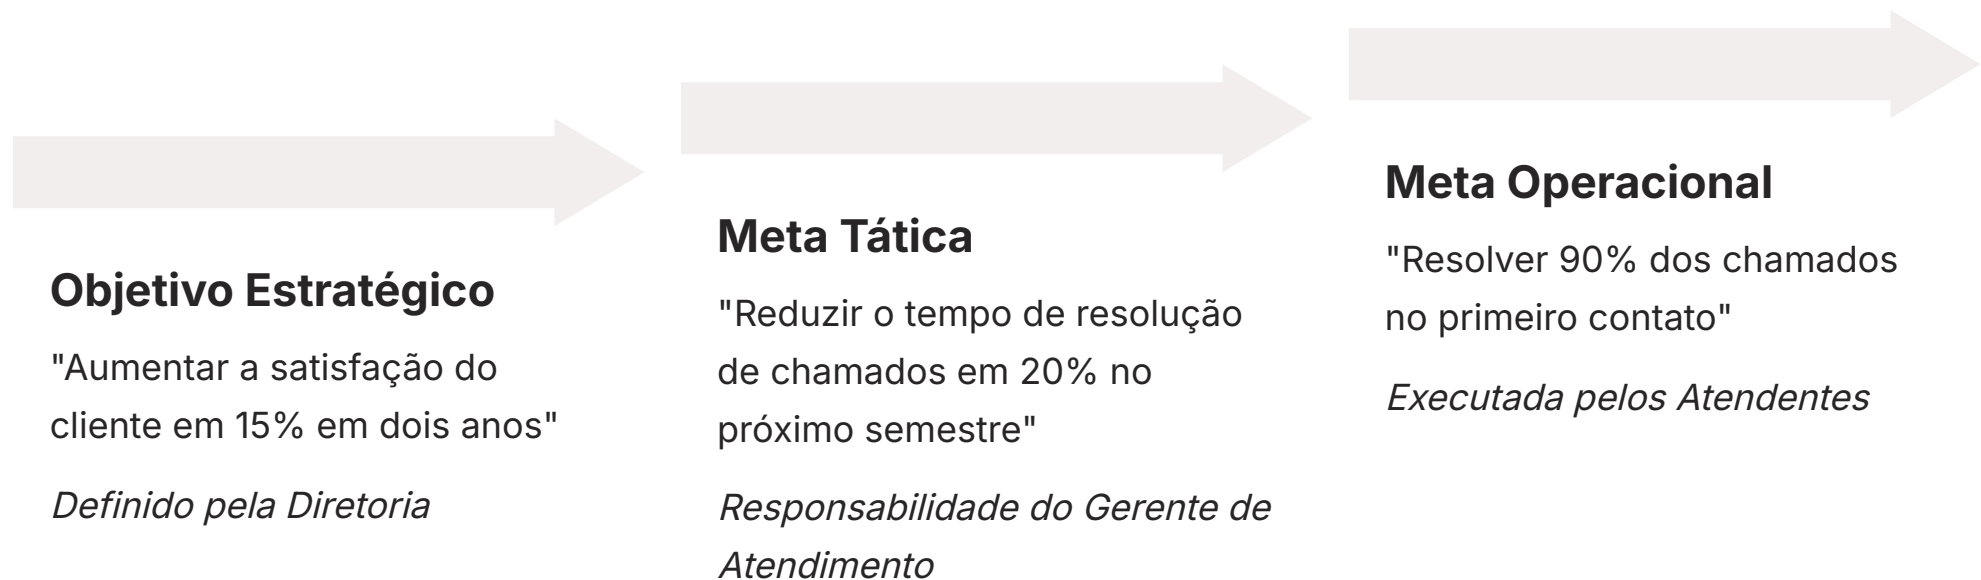 Objetivo Estratégico
"Aumentar a satisfação do
cliente em 15% em dois anos"
Definido pela Diretoria
Meta Tática
"Reduzir o tempo de resolução
de chamados em 20% no
próximo semestre"
Responsabilidade do Gerente de
Atendimento
Meta Operacional
"Resolver 90% dos chamados
no primeiro contato"
Executada pelos Atendentes